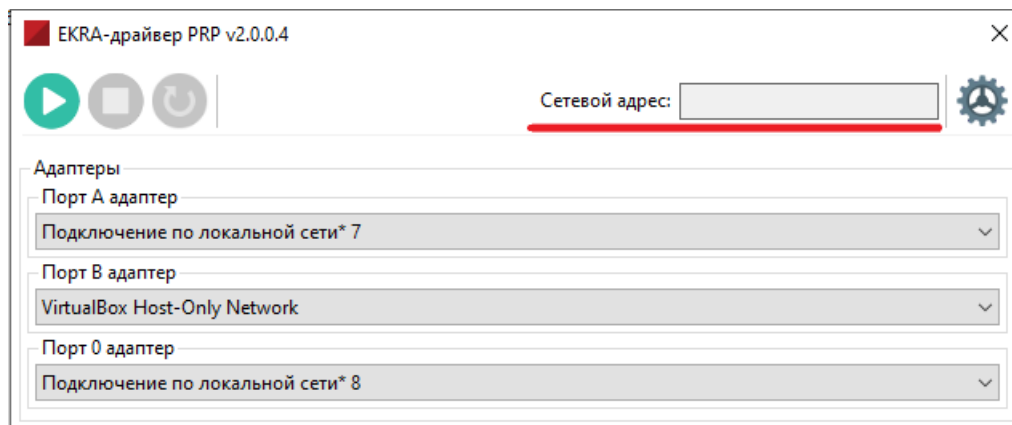 EKRA-драйвер PRP v2.0.0.4
Сетевой адрес:
Адаптеры
Порт A адаптер
Подключение по локальной сети* 7
Порт B адаптер
VirtualBox Host-Only Network
Порт 0 адаптер
Подключение по локальной сети* 8